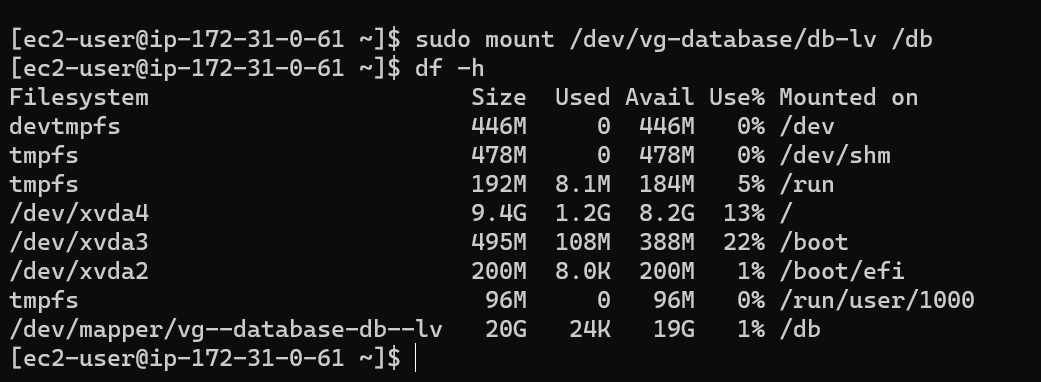 [ec2-user@ip-172-31-0-61 ~]$ sudo mount /dev/vg-database/db-lv /db
[ec2-user@ip-172-31-0-61 ~]$ df -h
Filesystem                        Size  Used Avail Use% Mounted on
devtmpfs                          446M     0  446M   0% /dev
tmpfs                             478M     0  478M   0% /dev/shm
tmpfs                             192M  8.1M  184M   5% /run
/dev/xvda4                        9.4G  1.2G  8.2G  13% /
/dev/xvda3                        495M  108M  388M  22% /boot
/dev/xvda2                        200M  8.0K  200M   1% /boot/efi
tmpfs                              96M     0   96M   0% /run/user/1000
/dev/mapper/vg--database-db--lv   20G   24K   19G   1% /db
[ec2-user@ip-172-31-0-61 ~]$